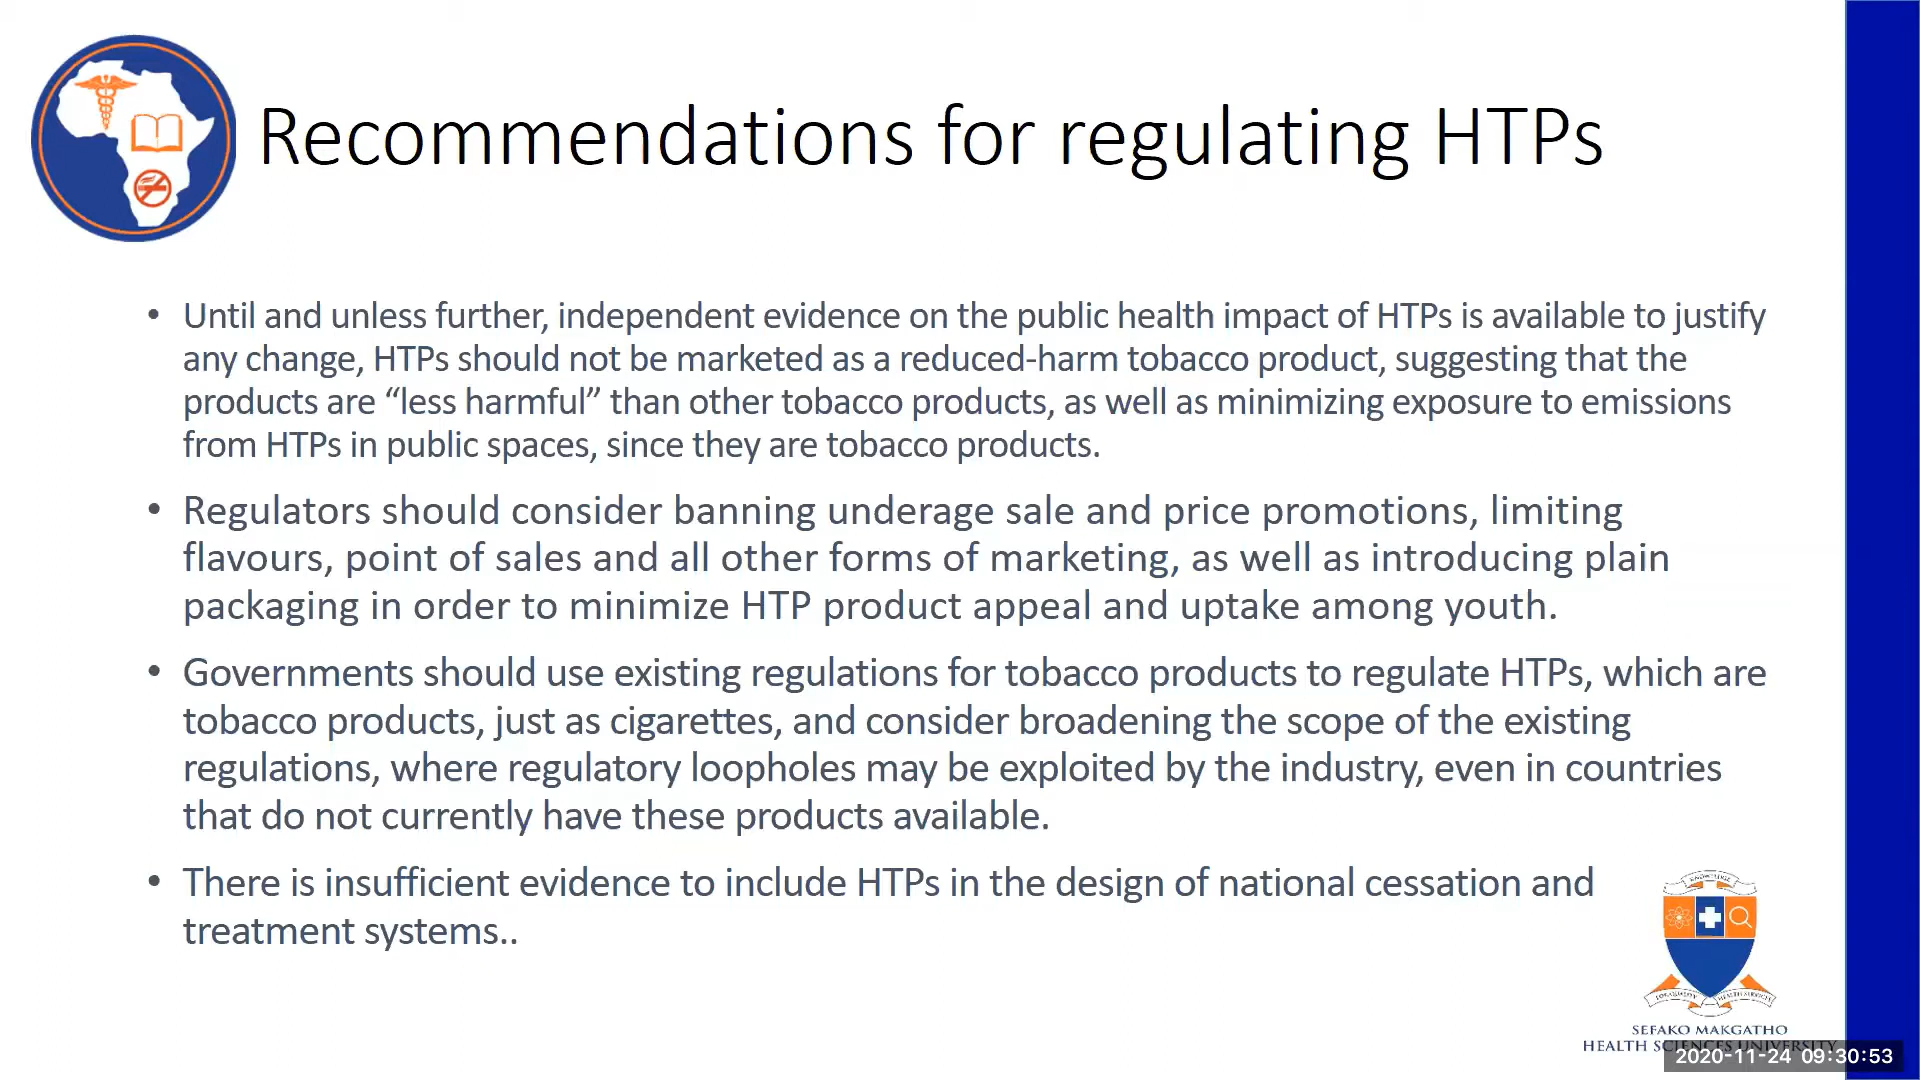 Recommendations for regulating HTPs
• Until and unless further, independent evidence on the public health impact of HTPs is available to justify
any change, HTPs should not be marketed as a reduced-harm tobacco product, suggesting that the
products are “less harmful” than other tobacco products, as well as minimizing exposure to emissions
from HTPs in public spaces, since they are tobacco products.
• Regulators should consider banning underage sale and price promotions, limiting
flavours, point of sales and all other forms of marketing, as well as introducing plain
packaging in order to minimize HTP product appeal and uptake among youth.
• Governments should use existing regulations for tobacco products to regulate HTPs, which are
tobacco products, just as cigarettes, and consider broadening the scope of the existing
regulations, where regulatory loopholes may be exploited by the industry, even in countries
that do not currently have these products available.
• There is insufficient evidence to include HTPs in the design of national cessation and
treatment systems..
KNOWLEDGE
HEALTH SERVICE
SEFAKO MAKGATHO
HEALTH SCIENCES UNIVERSITY
2020-11-24 09:30:53